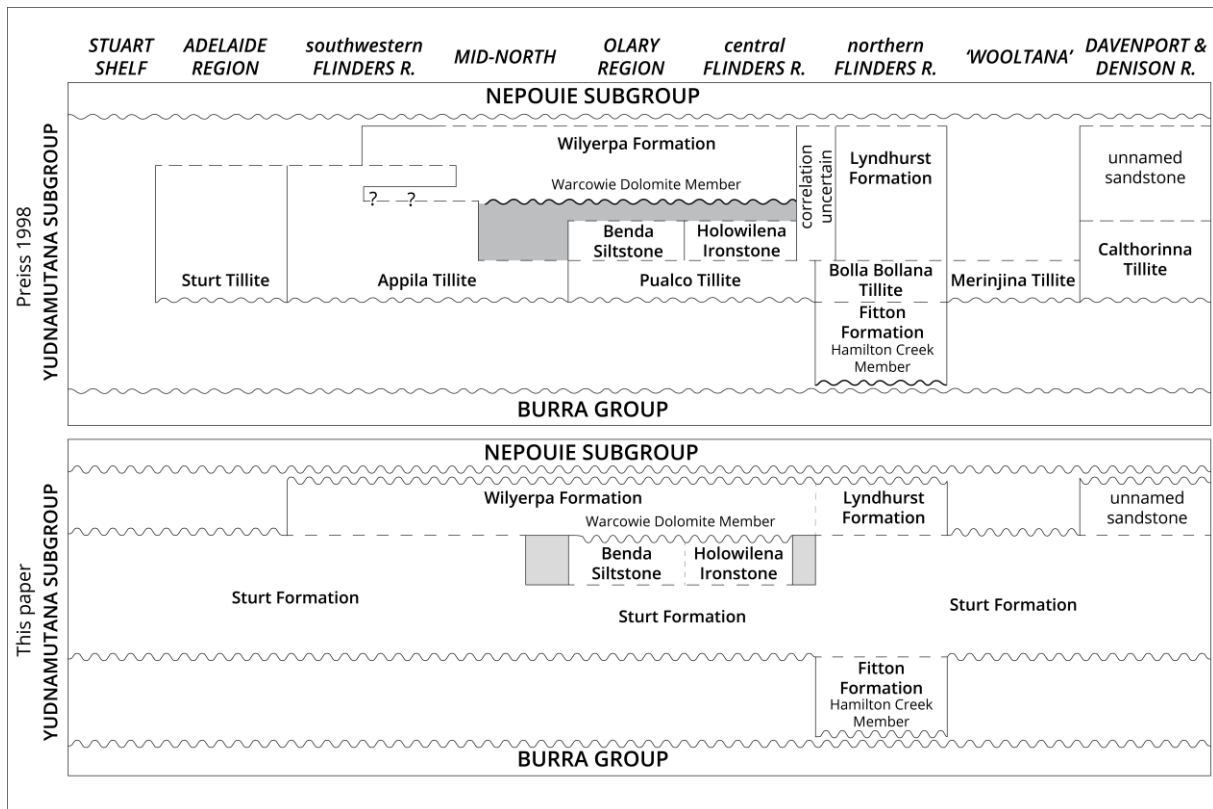 STUART
SHELF
ADELAIDE
REGION
southwestern
FLINDERS R.
MID-NORTH
OLARY
REGION
central
FLINDERS R.
northern
FLINDERS R.
'WOOLTANA'
DAVENPORT &
DENISON R.
Preiss 1998
YUDNAMUTANA SUBGROUP
NEPOUIE SUBGROUP
Wilyerpa Formation
Warcowie Dolomite Member
? ?
correlation
uncertain
Lyndhurst
Formation
unnamed
sandstone
Benda
Siltstone
Holowilena
Ironstone
Calthorinna
Tillite
Sturt Tillite
Appila Tillite
Pualco Tillite
Bolla Bollana
Tillite
Merinjina Tillite
Fitton
Formation
Hamilton Creek
Member
BURRA GROUP
This paper
YUDNAMUTANA SUBGROUP
NEPOUIE SUBGROUP
Wilyerpa Formation
Warcowie Dolomite Member
Lyndhurst
Formation
unnamed
sandstone
Benda
Siltstone
Holowilena
Ironstone
Sturt Formation
Sturt Formation
Sturt Formation
Fitton
Formation
Hamilton Creek
Member
BURRA GROUP